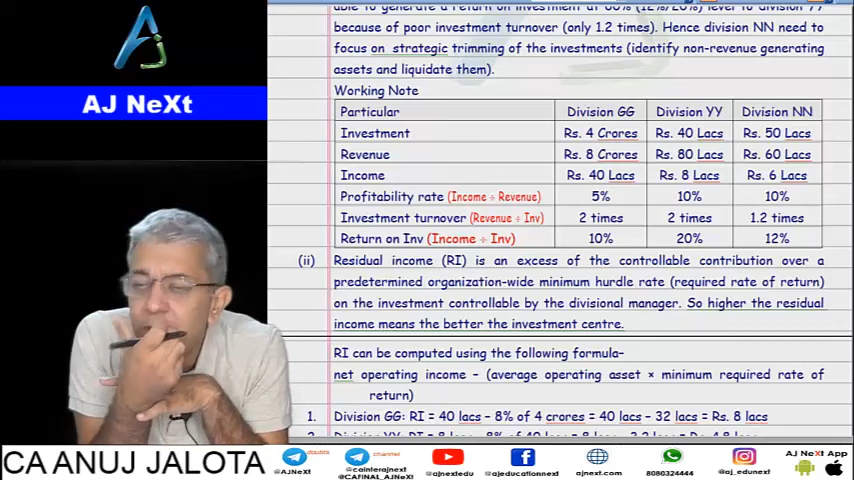 able to generate a return on investment at 60% (12%/20%) level to division YY
because of poor investment turnover (only 1.2 times). Hence division NN need to
focus on strategic trimming of the investments (identify non-revenue generating
assets and liquidate them).
AJ NeXt
Working Note
Particular Division GG Division YY Division NN
Investment Rs. 4 Crores Rs. 40 Lacs Rs. 50 Lacs
Revenue Rs. 8 Crores Rs. 80 Lacs Rs. 60 Lacs
Income Rs. 40 Lacs Rs. 8 Lacs Rs. 6 Lacs
Profitability rate (Income ÷ Revenue) 5% 10% 10%
Investment turnover (Revenue ÷ Inv) 2 times 2 times 1.2 times
Return on Inv (Income ÷ Inv) 10% 20% 12%
(ii) Residual income (RI) is an excess of the controllable contribution over a
predetermined organization-wide minimum hurdle rate (required rate of return)
on the investment controllable by the divisional manager. So higher the residual
income means the better the investment centre.
RI can be computed using the following formula-
net operating income – (average operating asset × minimum required rate of
return)
1. Division GG: RI = 40 lacs – 8% of 4 crores = 40 lacs – 32 lacs = Rs. 8 lacs
CA ANUJ JALOTA
doubts
@AJNeXt
channel
@cainterajnext
@CAFINAL_AJNeXt
@ajnextedu
@ajeducationnext
ajnext.com
8080324444
@aj_edunext
AJ NeXt App